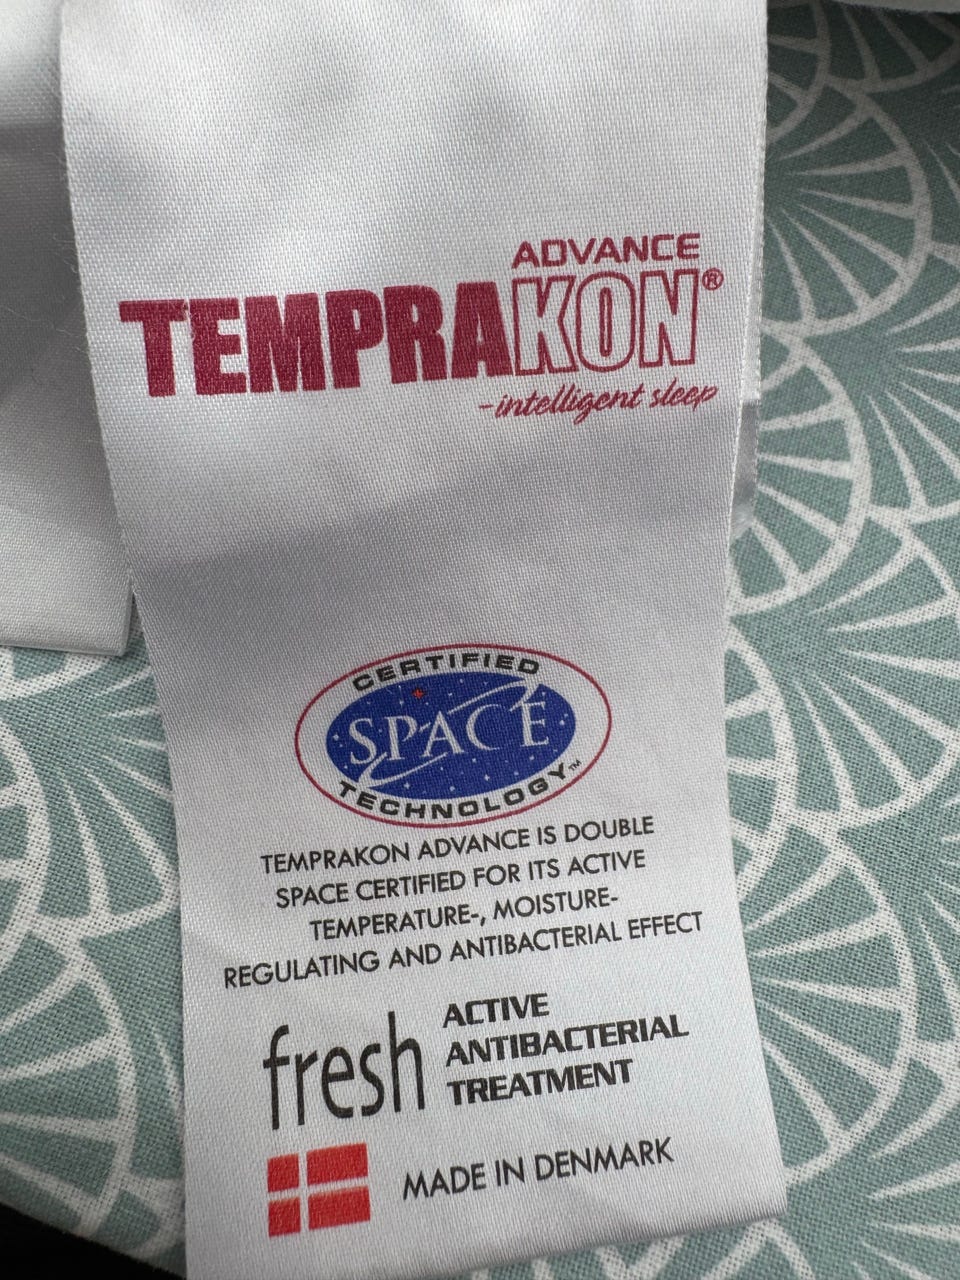 ADVANCE
TEMPRAKON®
-intelligent sleep
CERTIFIED
SPACE
TECHNOLOGY™
TEMPRAKON ADVANCE IS DOUBLE
SPACE CERTIFIED FOR ITS ACTIVE
TEMPERATURE-, MOISTURE-
REGULATING AND ANTIBACTERIAL EFFECT
fresh
ACTIVE
ANTIBACTERIAL
TREATMENT
MADE IN DENMARK